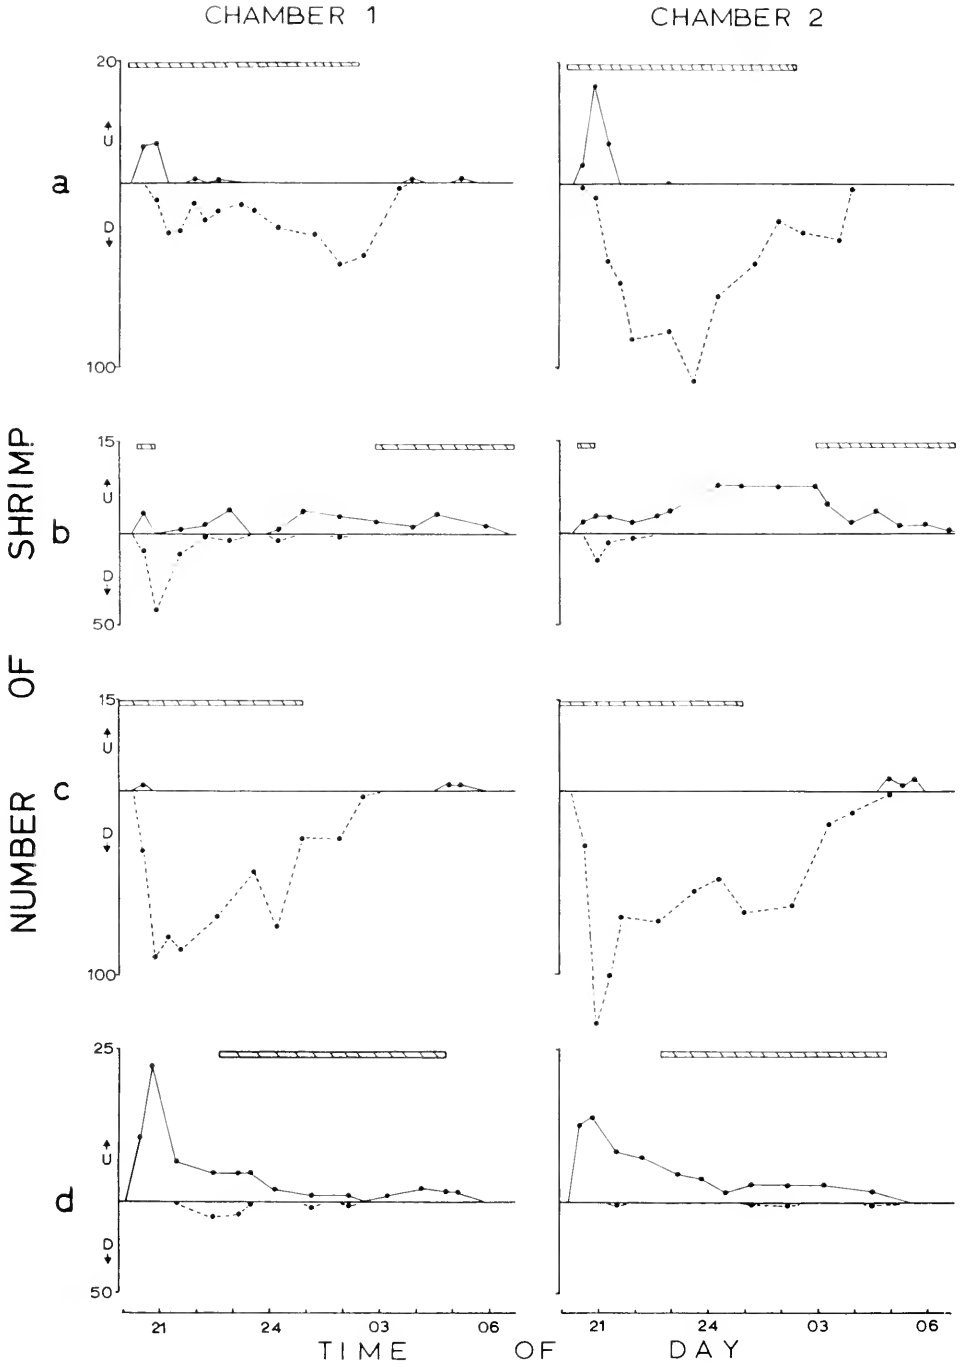 CHAMBER 1
CHAMBER 2
20
U
a
D
100
15
U
b
D
50
15
U
c
D
100
25
U
d
D
50
NUMBER OF SHRIMP
21 24 03 06
21 24 03 06
TIME OF DAY